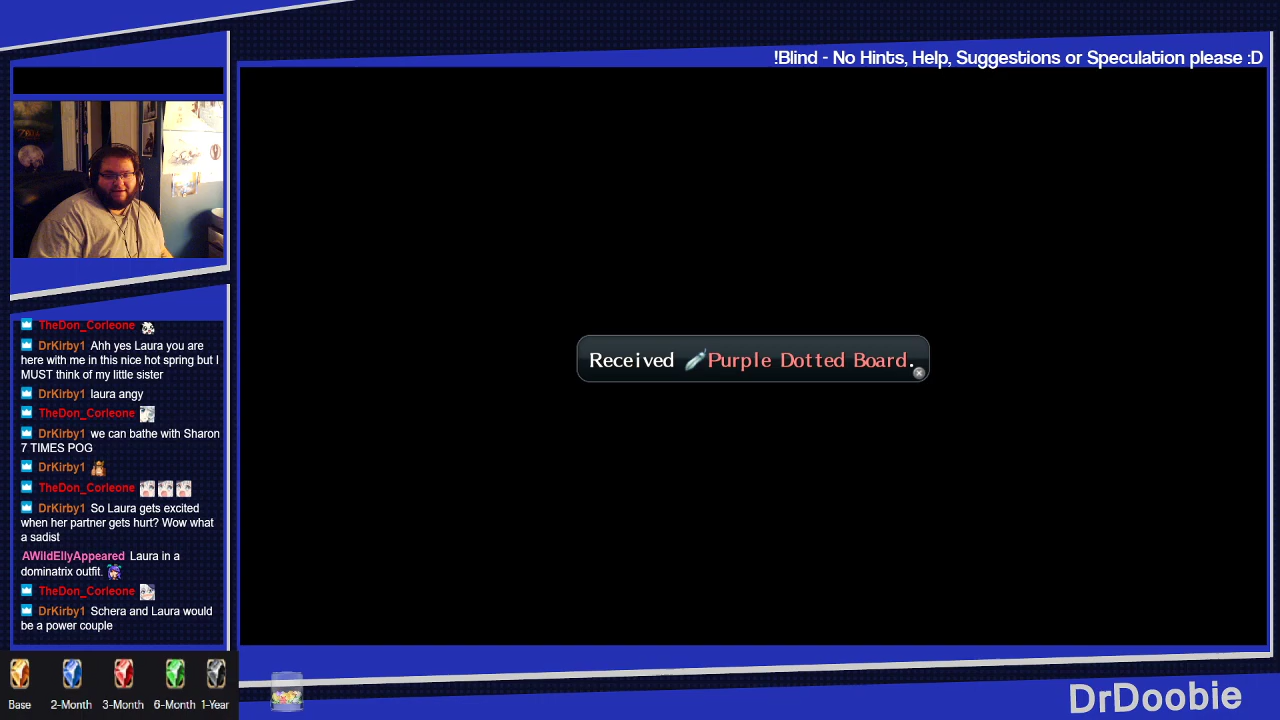 !Blind - No Hints, Help, Suggestions or Speculation please :D
TheDon_Corleone
DrKirby1 Ahh yes Laura you are
here with me in this nice hot spring but I
MUST think of my little sister
DrKirby1 laura angy
TheDon_Corleone
DrKirby1 we can bathe with Sharon
7 TIMES POG
DrKirby1
TheDon_Corleone
DrKirby1 So Laura gets excited
when her partner gets hurt? Wow what
a sadist
AWildEllyAppeared Laura in a
dominatrix outfit.
TheDon_Corleone
DrKirby1 Schera and Laura would
be a power couple
Received Purple Dotted Board.
Base 2-Month 3-Month 6-Month 1-Year
DrDoobie